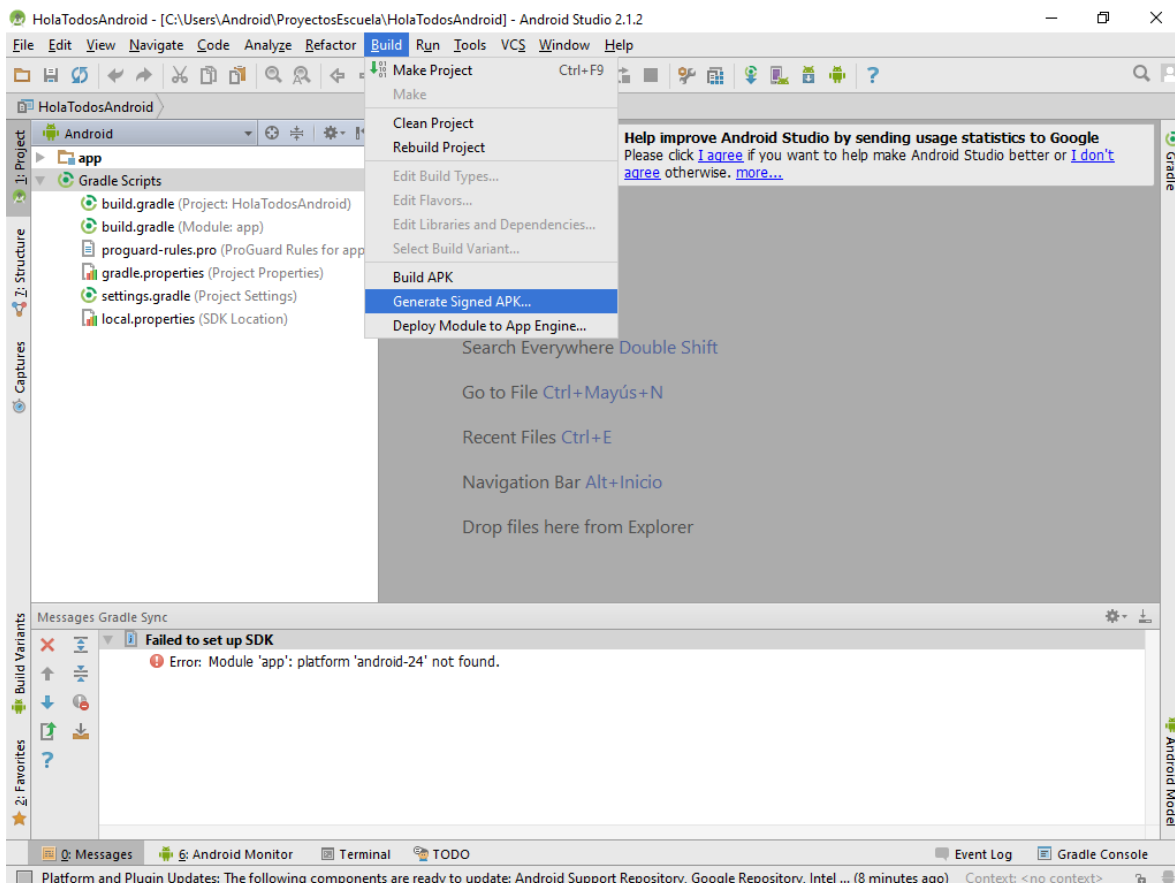 HolaTodosAndroid - [C:\Users\Android\ProyectosEscuela\HolaTodosAndroid] - Android Studio 2.1.2
File Edit View Navigate Code Analyze Refactor Build Run Tools VCS Window Help
HolaTodosAndroid
Android
app
Gradle Scripts
build.gradle (Project: HolaTodosAndroid)
build.gradle (Module: app)
proguard-rules.pro (ProGuard Rules for app
gradle.properties (Project Properties)
settings.gradle (Project Settings)
local.properties (SDK Location)
Make Project Ctrl+F9
Make
Clean Project
Rebuild Project
Edit Build Types...
Edit Flavors...
Edit Libraries and Dependencies...
Select Build Variant...
Build APK
Generate Signed APK...
Deploy Module to App Engine...
Help improve Android Studio by sending usage statistics to Google
Please click I agree if you want to help make Android Studio better or I don't
agree otherwise. more...
Search Everywhere Double Shift
Go to File Ctrl+Mayús+N
Recent Files Ctrl+E
Navigation Bar Alt+Inicio
Drop files here from Explorer
1: Project
7: Structure
Captures
Build Variants
2: Favorites
Gradle
Android Model
Messages Gradle Sync
Failed to set up SDK
Error: Module 'app': platform 'android-24' not found.
0: Messages 6: Android Monitor Terminal TODO Event Log Gradle Console
Platform and Plugin Updates: The following components are ready to update: Android Support Repository, Google Repository, Intel ... (8 minutes ago) Context: <no context>